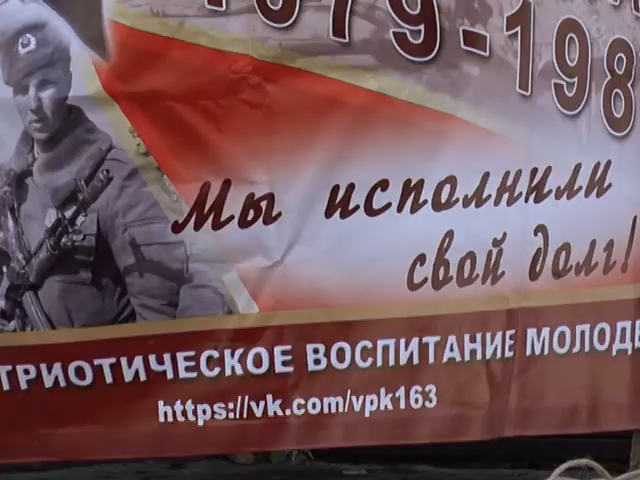 1979-198
Мы исполнили
свой долг!
ТРИОТИЧЕСКОЕ ВОСПИТАНИЕ МОЛОДЕ
https://vk.com/vpk163